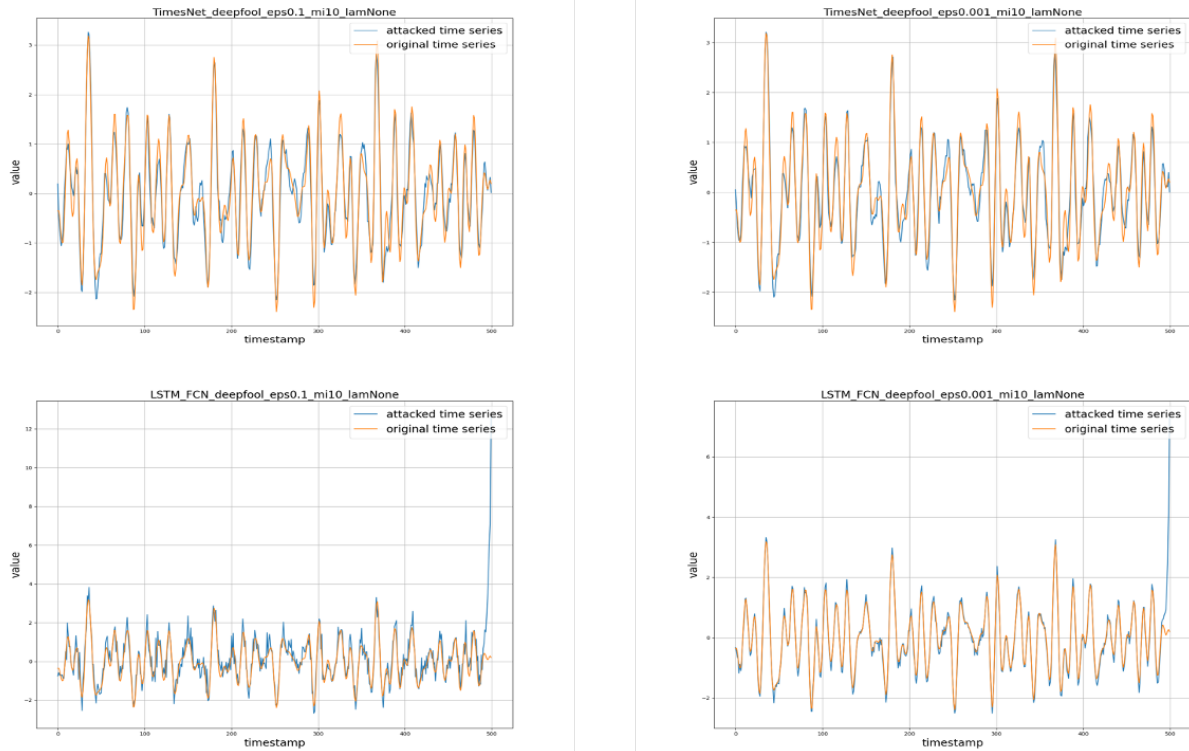 TimesNet_deepfool_eps0.1_mi10_lamNone
attacked time series
original time series
3
2
1
0
−1
−2
value
0
100
200
300
400
500
timestamp
TimesNet_deepfool_eps0.001_mi10_lamNone
attacked time series
original time series
3
2
1
0
−1
−2
value
0
100
200
300
400
500
timestamp
LSTM_FCN_deepfool_eps0.1_mi10_lamNone
attacked time series
original time series
12
10
8
6
4
2
0
−2
value
0
100
200
300
400
500
timestamp
LSTM_FCN_deepfool_eps0.001_mi10_lamNone
attacked time series
original time series
6
4
2
0
−2
value
0
100
200
300
400
500
timestamp